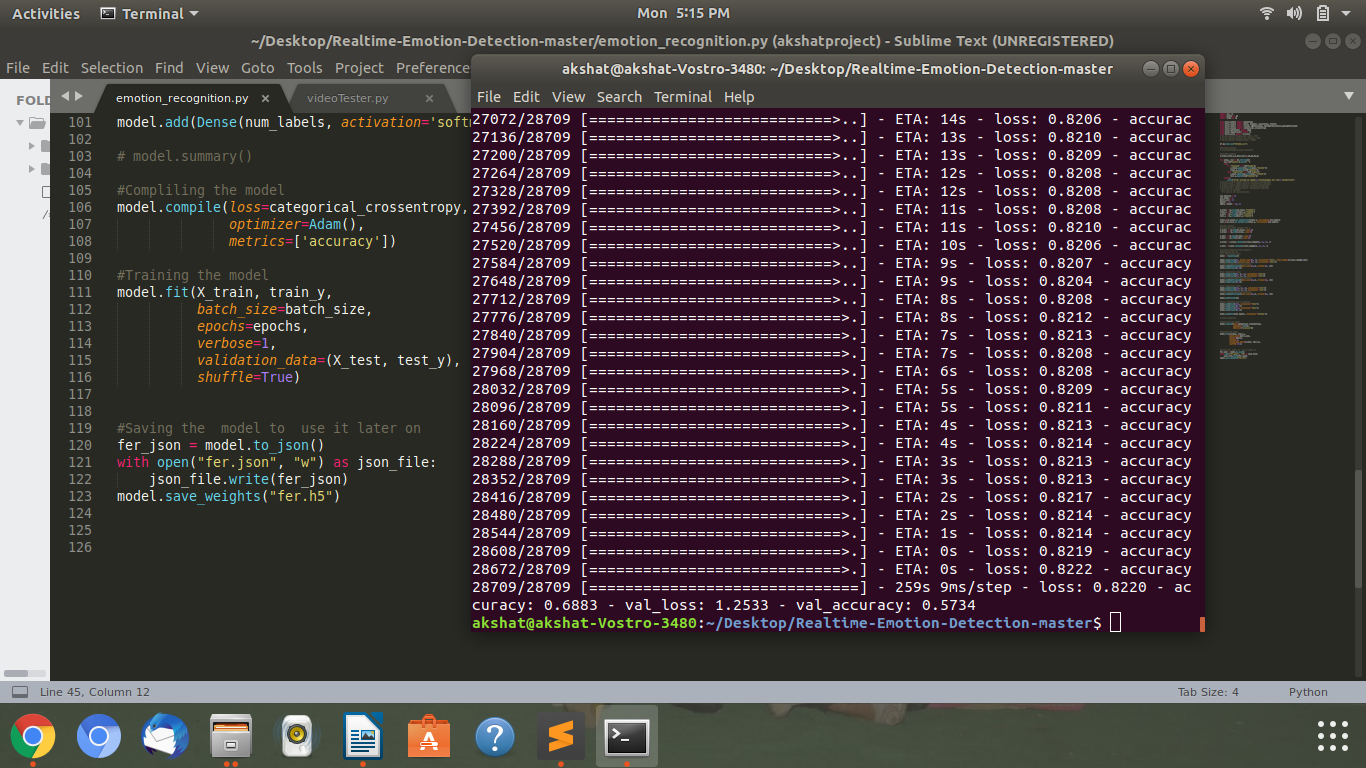 Activities Terminal Mon 5:15 PM
~/Desktop/Realtime-Emotion-Detection-master/emotion_recognition.py (akshatproject) - Sublime Text (UNREGISTERED)
File Edit Selection Find View Goto Tools Project Preference
FOLD
emotion_recognition.py × videoTester.py ×
101 model.add(Dense(num_labels, activation='soft
102
103 # model.summary()
104
105 #Compliling the model
106 model.compile(loss=categorical_crossentropy,
107 optimizer=Adam(),
108 metrics=['accuracy'])
109
110 #Training the model
111 model.fit(X_train, train_y,
112 batch_size=batch_size,
113 epochs=epochs,
114 verbose=1,
115 validation_data=(X_test, test_y),
116 shuffle=True)
117
118
119 #Saving the  model to  use it later on
120 fer_json = model.to_json()
121 with open("fer.json", "w") as json_file:
122 json_file.write(fer_json)
123 model.save_weights("fer.h5")
124
125
126
akshat@akshat-Vostro-3480: ~/Desktop/Realtime-Emotion-Detection-master
File Edit View Search Terminal Help
27072/28709 [===========================>..] - ETA: 14s - loss: 0.8206 - accurac
27136/28709 [===========================>..] - ETA: 13s - loss: 0.8210 - accurac
27200/28709 [===========================>..] - ETA: 13s - loss: 0.8209 - accurac
27264/28709 [===========================>..] - ETA: 12s - loss: 0.8208 - accurac
27328/28709 [===========================>..] - ETA: 12s - loss: 0.8208 - accurac
27392/28709 [===========================>..] - ETA: 11s - loss: 0.8208 - accurac
27456/28709 [===========================>..] - ETA: 11s - loss: 0.8210 - accurac
27520/28709 [===========================>..] - ETA: 10s - loss: 0.8206 - accurac
27584/28709 [===========================>..] - ETA: 9s - loss: 0.8207 - accuracy
27648/28709 [===========================>..] - ETA: 9s - loss: 0.8204 - accuracy
27712/28709 [===========================>..] - ETA: 8s - loss: 0.8208 - accuracy
27776/28709 [============================>.] - ETA: 8s - loss: 0.8212 - accuracy
27840/28709 [============================>.] - ETA: 7s - loss: 0.8213 - accuracy
27904/28709 [============================>.] - ETA: 7s - loss: 0.8208 - accuracy
27968/28709 [============================>.] - ETA: 6s - loss: 0.8208 - accuracy
28032/28709 [============================>.] - ETA: 5s - loss: 0.8209 - accuracy
28096/28709 [============================>.] - ETA: 5s - loss: 0.8211 - accuracy
28160/28709 [============================>.] - ETA: 4s - loss: 0.8213 - accuracy
28224/28709 [============================>.] - ETA: 4s - loss: 0.8214 - accuracy
28288/28709 [============================>.] - ETA: 3s - loss: 0.8213 - accuracy
28352/28709 [============================>.] - ETA: 3s - loss: 0.8213 - accuracy
28416/28709 [============================>.] - ETA: 2s - loss: 0.8217 - accuracy
28480/28709 [============================>.] - ETA: 2s - loss: 0.8214 - accuracy
28544/28709 [============================>.] - ETA: 1s - loss: 0.8214 - accuracy
28608/28709 [============================>.] - ETA: 0s - loss: 0.8219 - accuracy
28672/28709 [============================>.] - ETA: 0s - loss: 0.8222 - accuracy
28709/28709 [==============================] - 259s 9ms/step - loss: 0.8220 - ac
curacy: 0.6883 - val_loss: 1.2533 - val_accuracy: 0.5734
akshat@akshat-Vostro-3480:~/Desktop/Realtime-Emotion-Detection-master$
Line 45, Column 12 Tab Size: 4 Python